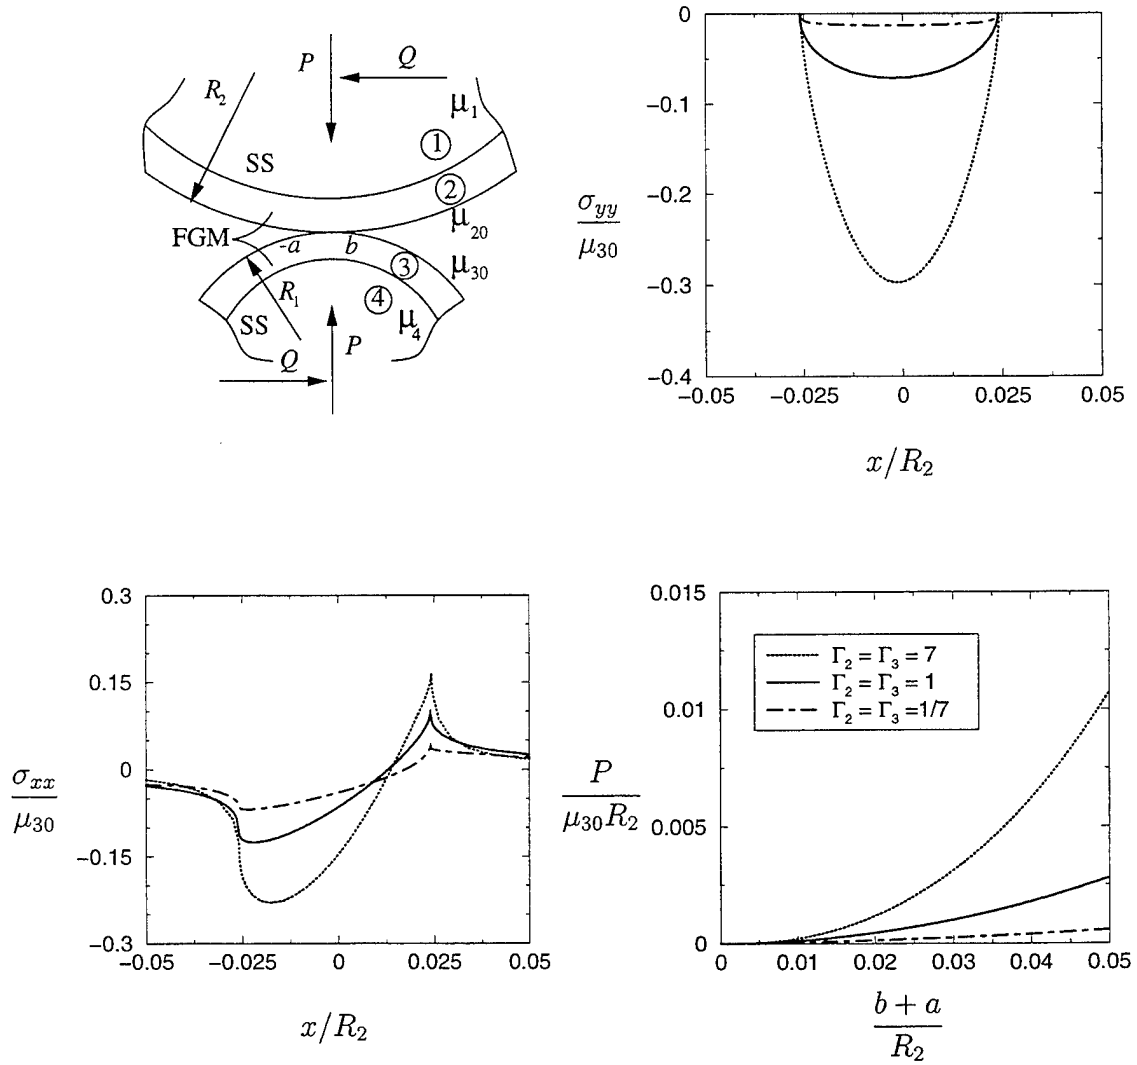 P
Q
R₂
μ₁
SS
①
②
μ₂₀
FGM
-a
b
③
μ₃₀
R₁
④
SS
μ₄
Q
P
0
−0.1
−0.2
−0.3
−0.4
σyy
μ₃₀
−0.05
−0.025
0
0.025
0.05
x/R₂
0.3
0.15
0
−0.15
−0.3
σxx
μ₃₀
−0.05
−0.025
0
0.025
0.05
x/R₂
0.015
0.01
0.005
0
P
μ₃₀R₂
Γ₂ = Γ₃ = 7
Γ₂ = Γ₃ = 1
Γ₂ = Γ₃ =1/7
0
0.01
0.02
0.03
0.04
0.05
b + a
R₂